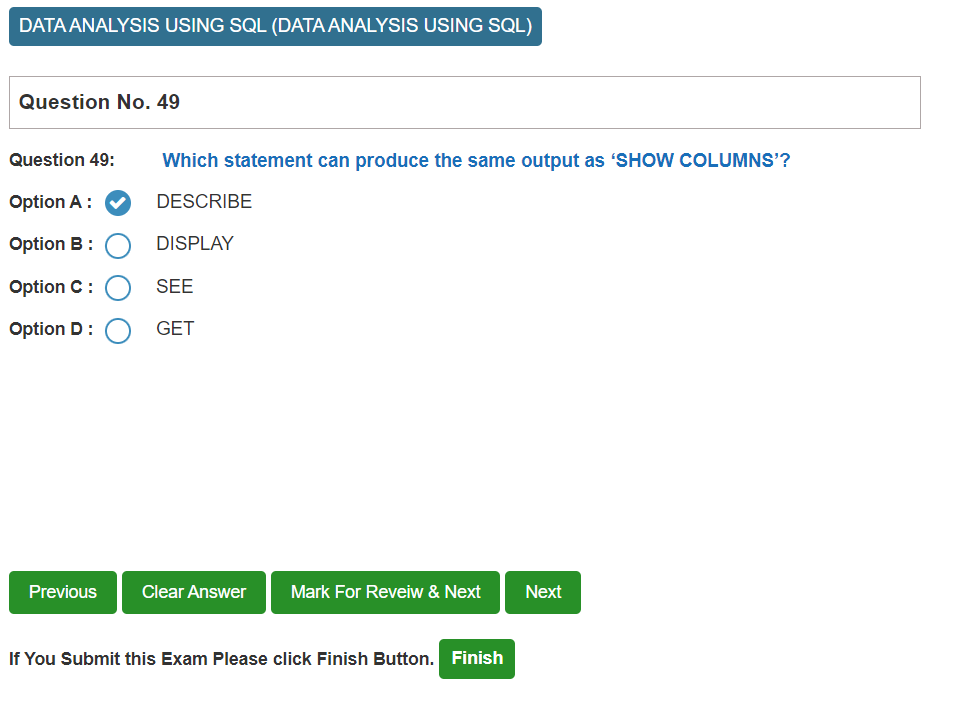 DATA ANALYSIS USING SQL (DATA ANALYSIS USING SQL)
Question No. 49
Question 49: Which statement can produce the same output as ‘SHOW COLUMNS’?
Option A : DESCRIBE
Option B : DISPLAY
Option C : SEE
Option D : GET
Previous Clear Answer Mark For Reveiw & Next Next
If You Submit this Exam Please click Finish Button. Finish